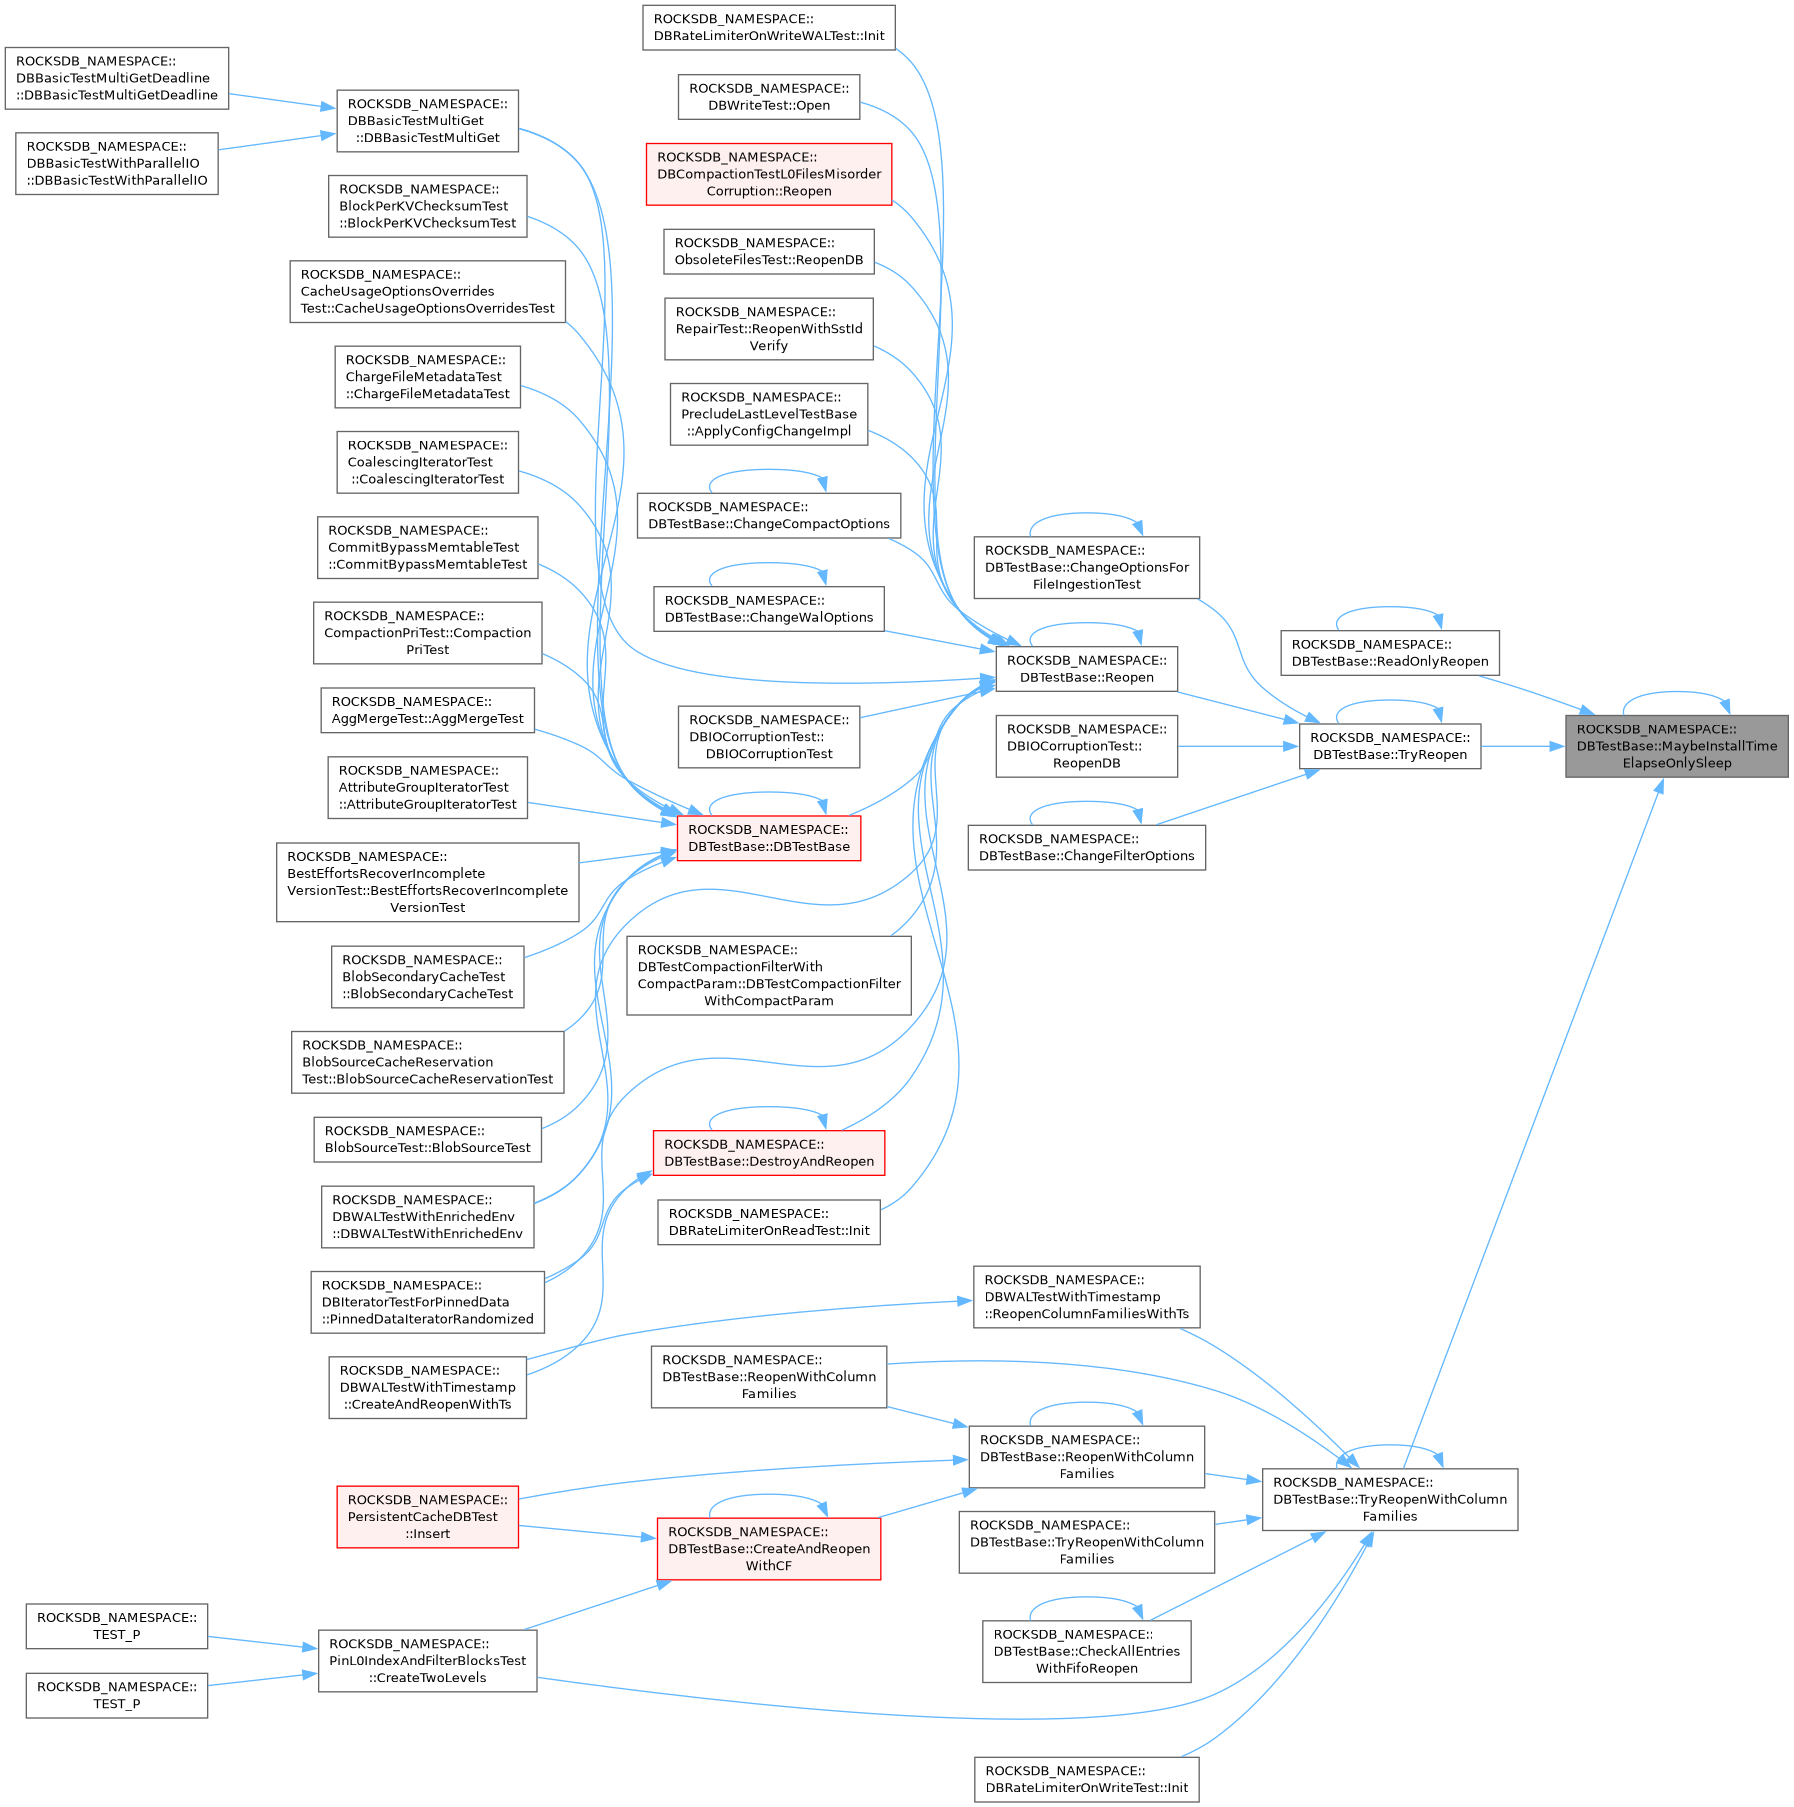 ROCKSDB_NAMESPACE::
DBRateLimiterOnWriteWALTest::Init
ROCKSDB_NAMESPACE::
DBBasicTestMultiGetDeadline
::DBBasicTestMultiGetDeadline
ROCKSDB_NAMESPACE::
DBWriteTest::Open
ROCKSDB_NAMESPACE::
DBBasicTestMultiGet
::DBBasicTestMultiGet
ROCKSDB_NAMESPACE::
DBBasicTestWithParallelIO
::DBBasicTestWithParallelIO
ROCKSDB_NAMESPACE::
DBCompactionTestL0FilesMisorder
Corruption::Reopen
ROCKSDB_NAMESPACE::
BlockPerKVChecksumTest
::BlockPerKVChecksumTest
ROCKSDB_NAMESPACE::
ObsoleteFilesTest::ReopenDB
ROCKSDB_NAMESPACE::
CacheUsageOptionsOverrides
Test::CacheUsageOptionsOverridesTest
ROCKSDB_NAMESPACE::
RepairTest::ReopenWithSstId
Verify
ROCKSDB_NAMESPACE::
ChargeFileMetadataTest
::ChargeFileMetadataTest
ROCKSDB_NAMESPACE::
PrecludeLastLevelTestBase
::ApplyConfigChangeImpl
ROCKSDB_NAMESPACE::
CoalescingIteratorTest
::CoalescingIteratorTest
ROCKSDB_NAMESPACE::
DBTestBase::ChangeCompactOptions
ROCKSDB_NAMESPACE::
CommitBypassMemtableTest
::CommitBypassMemtableTest
ROCKSDB_NAMESPACE::
DBTestBase::ChangeOptionsFor
FileIngestionTest
ROCKSDB_NAMESPACE::
DBTestBase::ChangeWalOptions
ROCKSDB_NAMESPACE::
CompactionPriTest::Compaction
PriTest
ROCKSDB_NAMESPACE::
DBTestBase::ReadOnlyReopen
ROCKSDB_NAMESPACE::
DBTestBase::Reopen
ROCKSDB_NAMESPACE::
AggMergeTest::AggMergeTest
ROCKSDB_NAMESPACE::
DBIOCorruptionTest::
DBIOCorruptionTest
ROCKSDB_NAMESPACE::
DBIOCorruptionTest::
ReopenDB
ROCKSDB_NAMESPACE::
DBTestBase::TryReopen
ROCKSDB_NAMESPACE::
DBTestBase::MaybeInstallTime
ElapseOnlySleep
ROCKSDB_NAMESPACE::
AttributeGroupIteratorTest
::AttributeGroupIteratorTest
ROCKSDB_NAMESPACE::
DBTestBase::DBTestBase
ROCKSDB_NAMESPACE::
DBTestBase::ChangeFilterOptions
ROCKSDB_NAMESPACE::
BestEffortsRecoverIncomplete
VersionTest::BestEffortsRecoverIncomplete
VersionTest
ROCKSDB_NAMESPACE::
BlobSecondaryCacheTest
::BlobSecondaryCacheTest
ROCKSDB_NAMESPACE::
DBTestCompactionFilterWith
CompactParam::DBTestCompactionFilter
WithCompactParam
ROCKSDB_NAMESPACE::
BlobSourceCacheReservation
Test::BlobSourceCacheReservationTest
ROCKSDB_NAMESPACE::
BlobSourceTest::BlobSourceTest
ROCKSDB_NAMESPACE::
DBTestBase::DestroyAndReopen
ROCKSDB_NAMESPACE::
DBWALTestWithEnrichedEnv
::DBWALTestWithEnrichedEnv
ROCKSDB_NAMESPACE::
DBRateLimiterOnReadTest::Init
ROCKSDB_NAMESPACE::
DBIteratorTestForPinnedData
::PinnedDataIteratorRandomized
ROCKSDB_NAMESPACE::
DBWALTestWithTimestamp
::ReopenColumnFamiliesWithTs
ROCKSDB_NAMESPACE::
DBWALTestWithTimestamp
::CreateAndReopenWithTs
ROCKSDB_NAMESPACE::
DBTestBase::ReopenWithColumn
Families
ROCKSDB_NAMESPACE::
DBTestBase::ReopenWithColumn
Families
ROCKSDB_NAMESPACE::
DBTestBase::TryReopenWithColumn
Families
ROCKSDB_NAMESPACE::
PersistentCacheDBTest
::Insert
ROCKSDB_NAMESPACE::
DBTestBase::CreateAndReopen
WithCF
ROCKSDB_NAMESPACE::
DBTestBase::TryReopenWithColumn
Families
ROCKSDB_NAMESPACE::
TEST_P
ROCKSDB_NAMESPACE::
PinL0IndexAndFilterBlocksTest
::CreateTwoLevels
ROCKSDB_NAMESPACE::
DBTestBase::CheckAllEntries
WithFifoReopen
ROCKSDB_NAMESPACE::
TEST_P
ROCKSDB_NAMESPACE::
DBRateLimiterOnWriteTest::Init